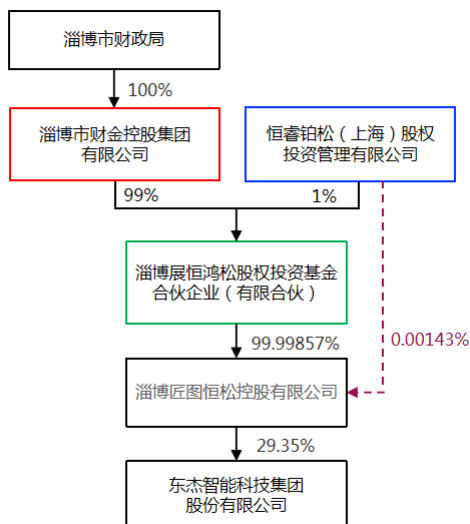 淄博市财政局
100%
淄博市财金控股集团
有限公司
恒睿铂松（上海）股权
投资管理有限公司
99%
1%
淄博展恒鸿松股权投资基金
合伙企业（有限合伙）
99.99857%
0.00143%
淄博匠图恒松控股有限公司
29.35%
东杰智能科技集团
股份有限公司